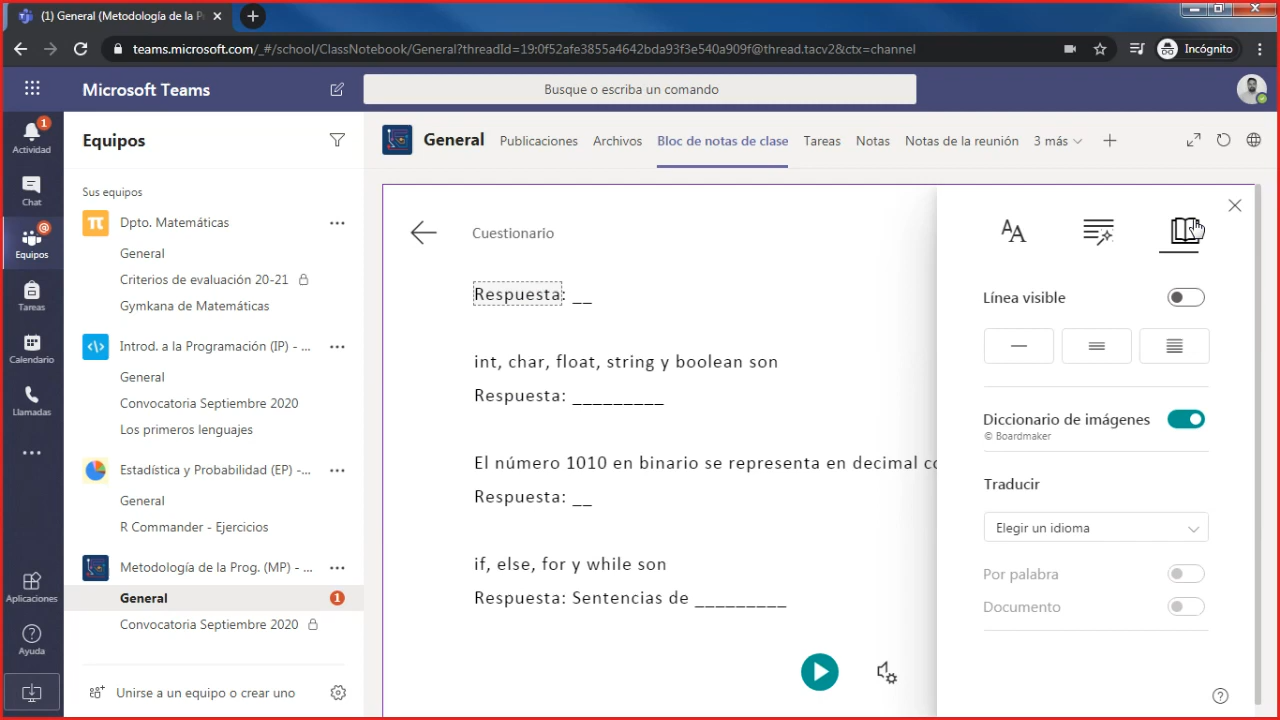 (1) General (Metodología de la P
teams.microsoft.com/_#/school/ClassNotebook/General?threadId=19:0f52afe3855a4642bda93f3e540a909f@thread.tacv2&ctx=channel
Incógnito
Microsoft Teams
Busque o escriba un comando
1
Actividad
Chat
@
Equipos
Tareas
Calendario
Llamadas
Aplicaciones
Ayuda
Equipos
Sus equipos
π
Dpto. Matemáticas
General
Criterios de evaluación 20-21
Gymkana de Matemáticas
Introd. a la Programación (IP) - ...
General
Convocatoria Septiembre 2020
Los primeros lenguajes
Estadística y Probabilidad (EP) -...
General
R Commander - Ejercicios
Metodología de la Prog. (MP) - ...
General 1
Convocatoria Septiembre 2020
Unirse a un equipo o crear uno
General Publicaciones Archivos Bloc de notas de clase Tareas Notas Notas de la reunión 3 más
Cuestionario
Respuesta: __
int, char, float, string y boolean son
Respuesta: _________
El número 1010 en binario se representa en decimal co
Respuesta: __
if, else, for y while son
Respuesta: Sentencias de _________
AA
Línea visible
Diccionario de imágenes
© Boardmaker
Traducir
Elegir un idioma
Por palabra
Documento